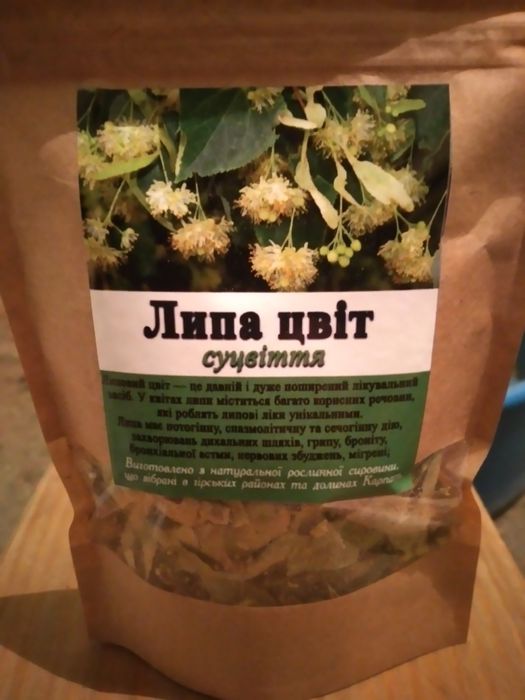 Липа цвіт
суцвіття
Липовий цвіт — це давній і дуже поширений лікувальний
засіб. У квітах липи міститься багато корисних речовин,
які роблять липові ліки унікальними.
Липа має потогінну, спазмолітичну та сечогінну дію,
захворювань дихальних шляхів, грипу, броніту,
бронхіальної астми, нервових збуджень, мігрені,
Виготовлено з натуральної рослинної сировини,
що зібрані в гірських районах та долинах Карпат